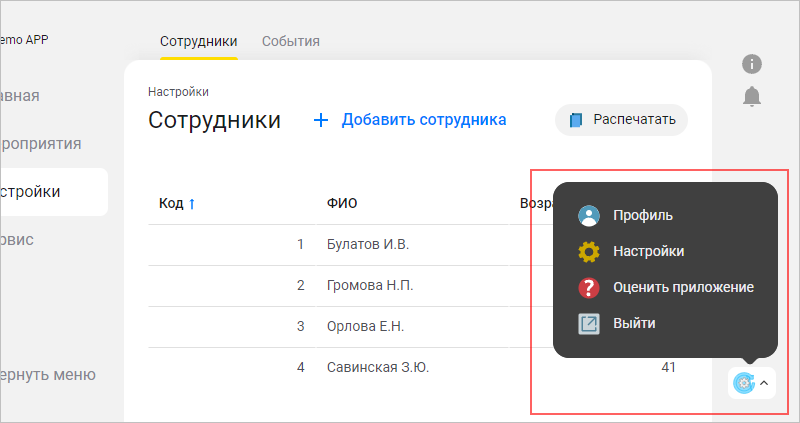 emo APP
Сотрудники
События
авная
роприятия
стройки
рвис
ернуть меню
Настройки
Сотрудники
+ Добавить сотрудника
Распечатать
Код ↑
ФИО
Возра
1 Булатов И.В.
2 Громова Н.П.
3 Орлова Е.Н.
4 Савинская З.Ю. 41
Профиль
Настройки
Оценить приложение
Выйти